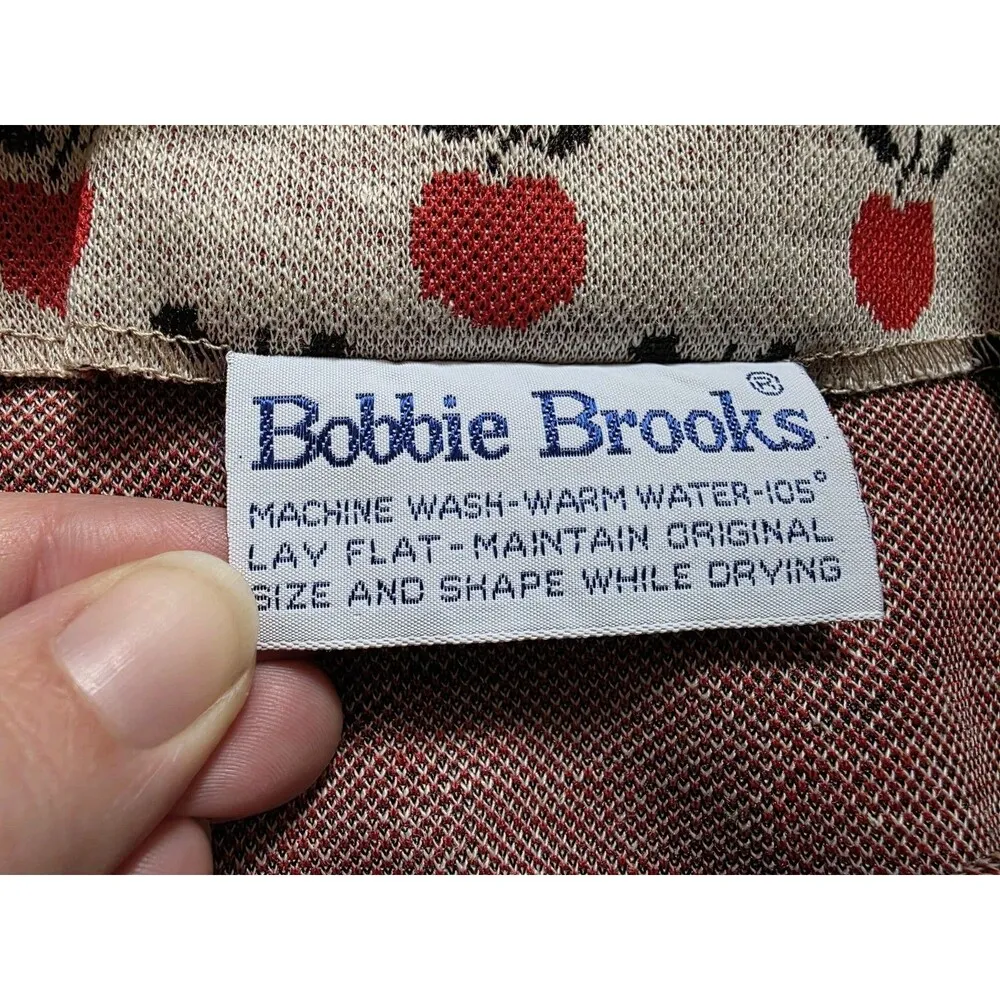 Bobbie Brooks®
MACHINE WASH-WARM WATER-105°
LAY FLAT-MAINTAIN ORIGINAL
SIZE AND SHAPE WHILE DRYING